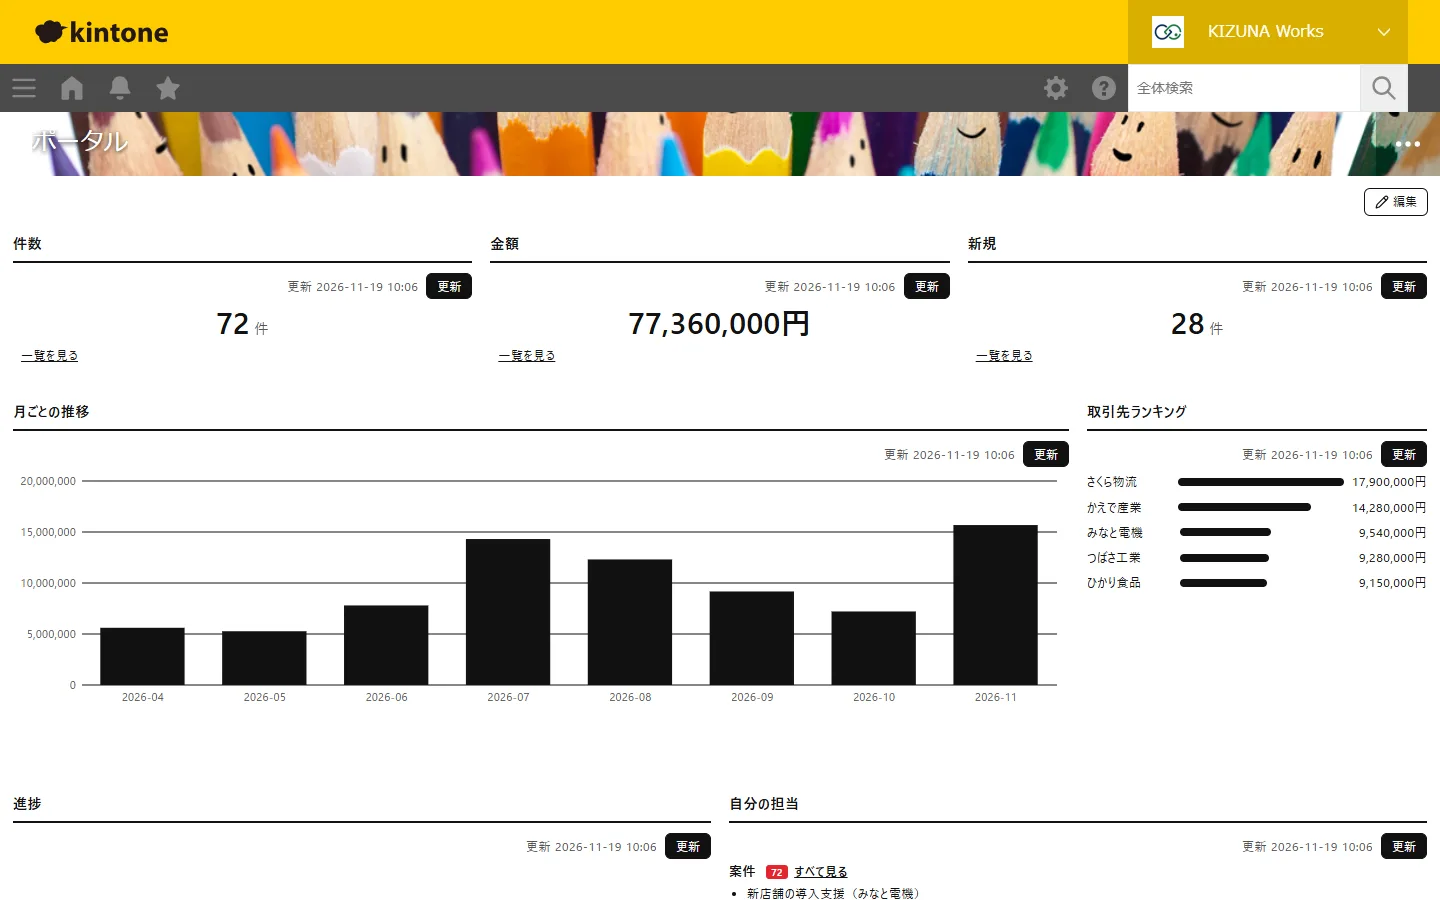 kintone
KIZUNA Works
全体検索
ポータル
編集
件数
更新 2026-11-19 10:06 更新
72 件
一覧を見る
金額
更新 2026-11-19 10:06 更新
77,360,000円
一覧を見る
新規
更新 2026-11-19 10:06 更新
28 件
一覧を見る
月ごとの推移
更新 2026-11-19 10:06 更新
20,000,000
15,000,000
10,000,000
5,000,000
0
2026-04 2026-05 2026-06 2026-07 2026-08 2026-09 2026-10 2026-11
取引先ランキング
更新 2026-11-19 10:06 更新
さくら物流 17,900,000円
かえで産業 14,280,000円
みなと電機 9,540,000円
つばさ工業 9,280,000円
ひかり食品 9,150,000円
進捗
更新 2026-11-19 10:06 更新
自分の担当
更新 2026-11-19 10:06 更新
案件 72 すべて見る
• 新店舗の導入支援（みなと電機）